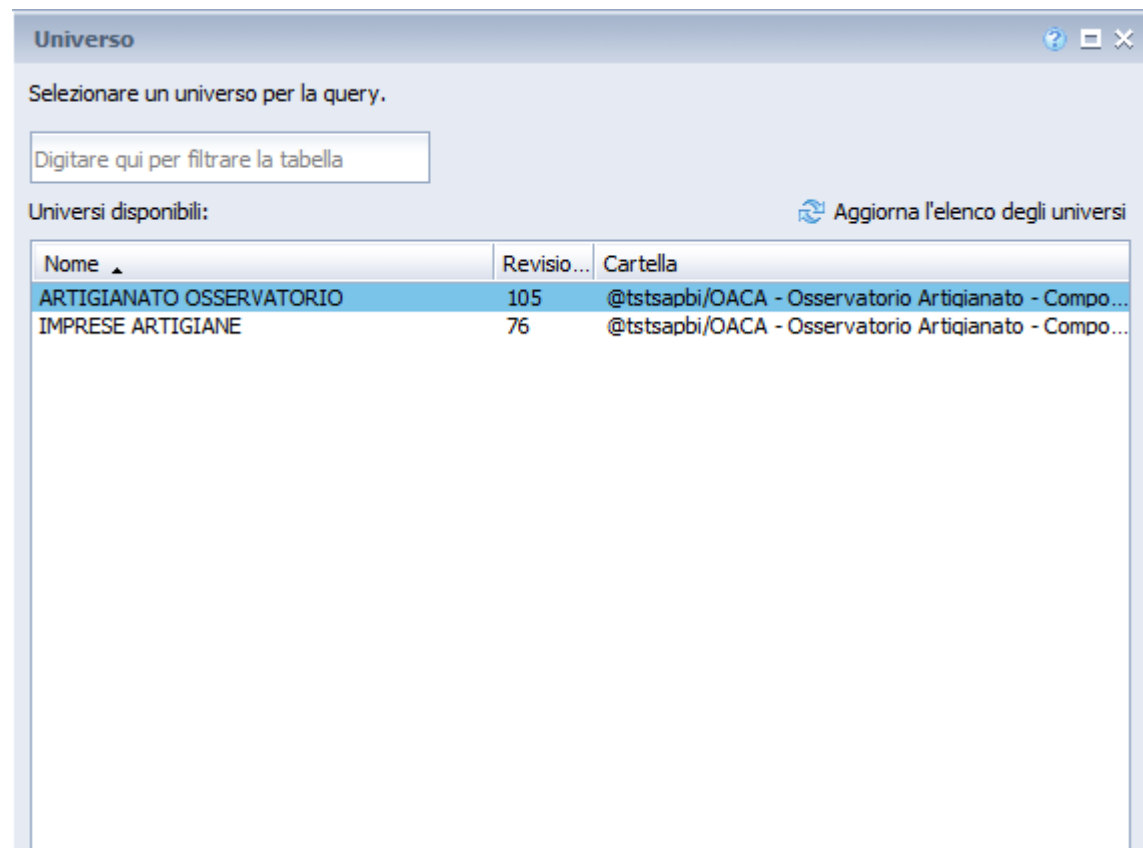 Universo
Selezionare un universo per la query.
Digitare qui per filtrare la tabella
Universi disponibili: Aggiorna l'elenco degli universi
Nome Revisio... Cartella
ARTIGIANATO OSSERVATORIO 105 @tstsapbi/OACA - Osservatorio Artigianato - Compo...
IMPRESE ARTIGIANE 76 @tstsapbi/OACA - Osservatorio Artigianato - Compo...